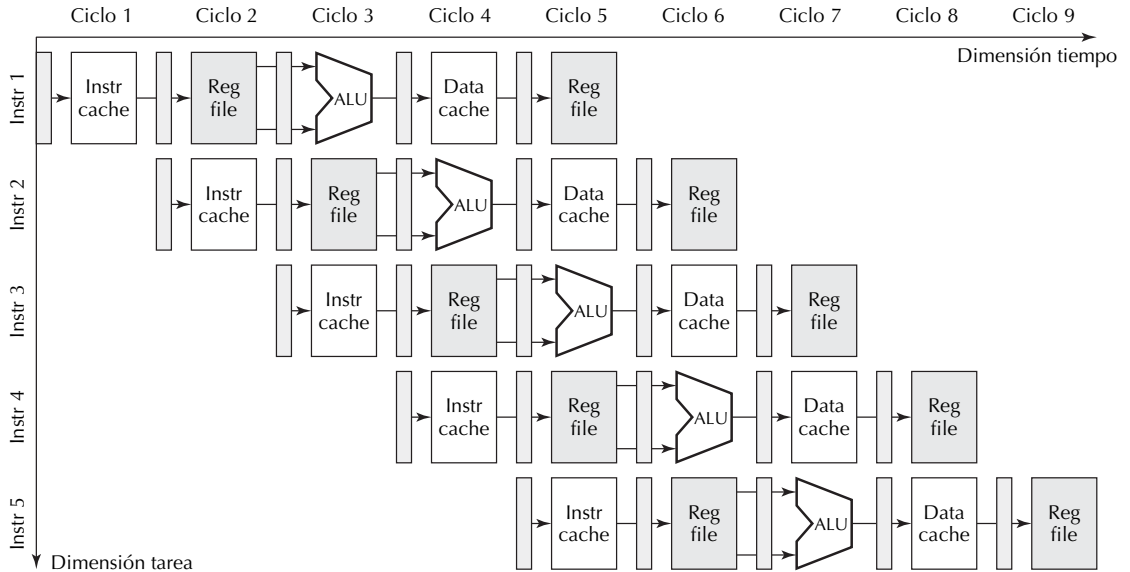 Ciclo 1 Ciclo 2 Ciclo 3 Ciclo 4 Ciclo 5 Ciclo 6 Ciclo 7 Ciclo 8 Ciclo 9
Dimensión tiempo
Instr 1
Instr
cache
Reg
file
ALU
Data
cache
Reg
file
Instr 2
Instr
cache
Reg
file
ALU
Data
cache
Reg
file
Instr 3
Instr
cache
Reg
file
ALU
Data
cache
Reg
file
Instr 4
Instr
cache
Reg
file
ALU
Data
cache
Reg
file
Instr 5
Instr
cache
Reg
file
ALU
Data
cache
Reg
file
Dimensión tarea